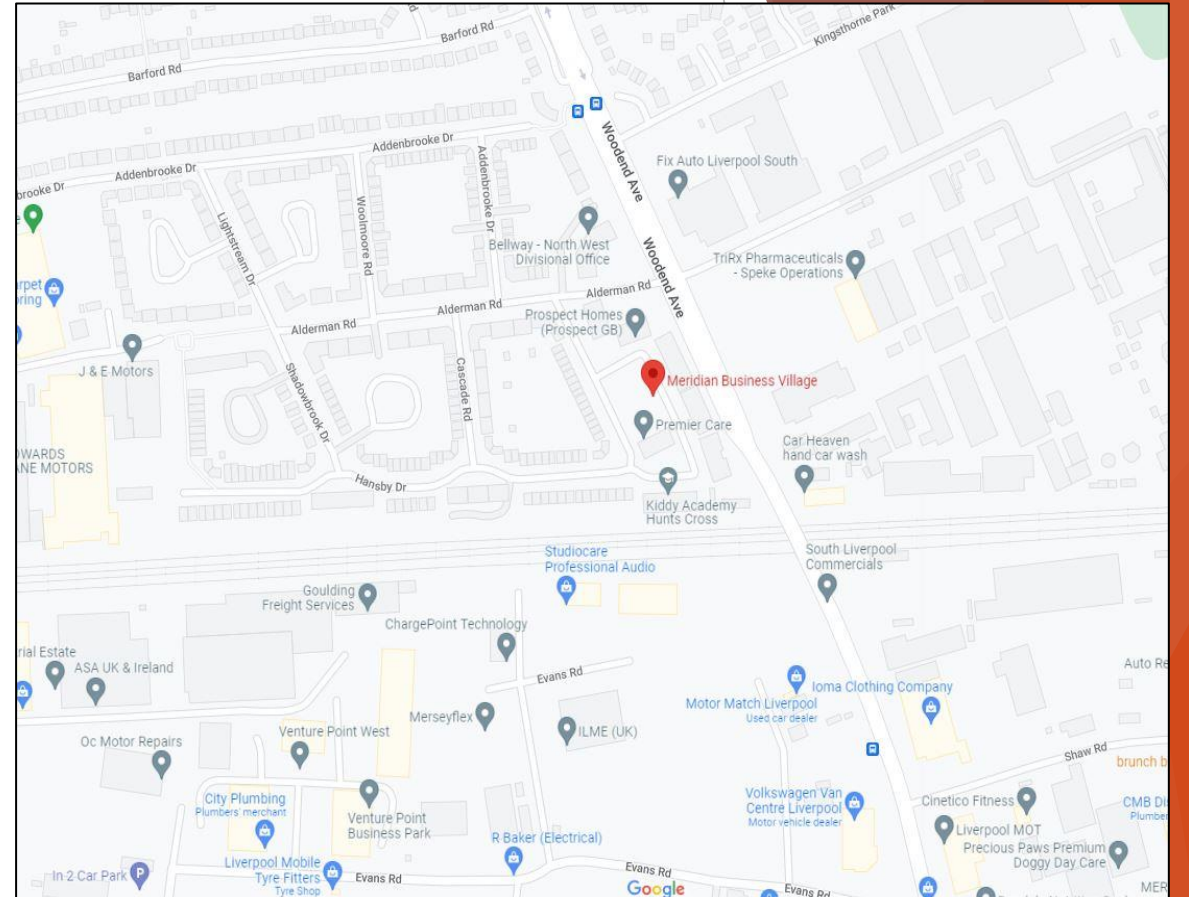 Barford Rd
Barford Rd
Kingsthorne Park
Woodend Ave
Fix Auto Liverpool South
Addenbrooke Dr
Addenbrooke Dr
Addenbrooke Dr
brooke Dr
Lightstream Dr
Woolmoore Rd
Bellway - North West
Divisional Office
Woodend Ave
TriRx Pharmaceuticals
- Speke Operations
Alderman Rd
Alderman Rd
Alderman Rd
Prospect Homes
(Prospect GB)
J & E Motors
Shadowbrook Dr
Cascade Rd
Meridian Business Village
Premier Care
Car Heaven
hand car wash
Hansby Dr
Kiddy Academy
Hunts Cross
WARDS
NE MOTORS
Studiocare
Professional Audio
South Liverpool
Commercials
Goulding
Freight Services
ChargePoint Technology
rial Estate
ASA UK & Ireland
Evans Rd
Auto Re
Ioma Clothing Company
Motor Match Liverpool
Used car dealer
Merseyflex
ILME (UK)
Venture Point West
Oc Motor Repairs
Shaw Rd
brunch b
City Plumbing
Plumbers' merchant
Volkswagen Van
Centre Liverpool
Motor vehicle dealer
Cinetico Fitness
CMB Di
Plumber
Venture Point
Business Park
R Baker (Electrical)
Liverpool MOT
Precious Paws Premium
Doggy Day Care
In 2 Car Park
P
Liverpool Mobile
Tyre Fitters
Tyre Shop
Evans Rd
Evans Rd
Google
Evans Rd
MER